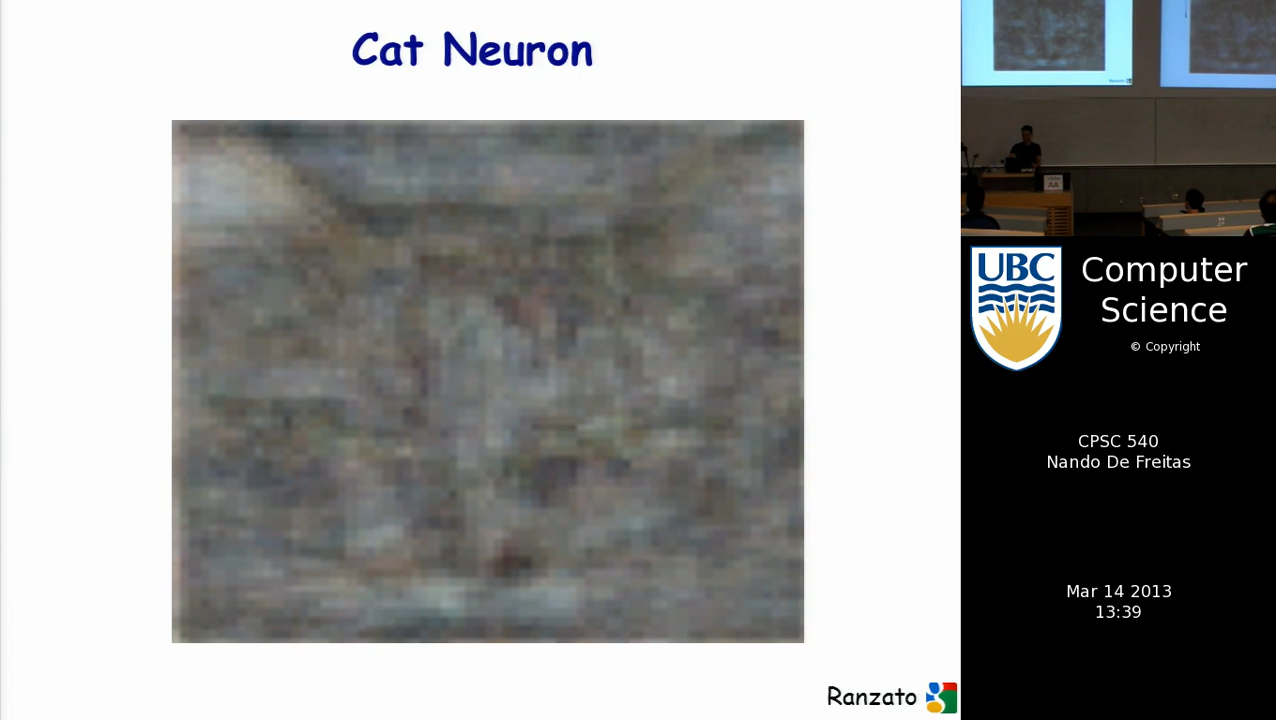 Cat Neuron
Ranzato
UBC
Computer
Science
© Copyright
CPSC 540
Nando De Freitas
Mar 14 2013
13:39